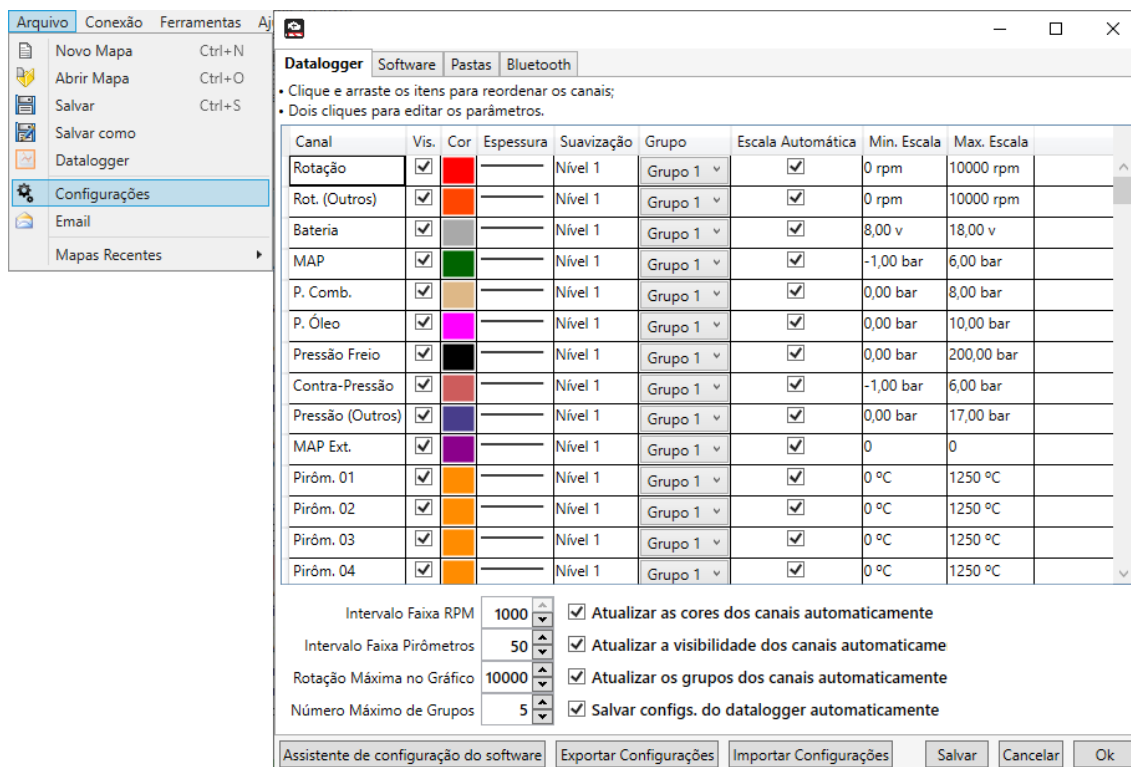 Arquivo Conexão Ferramentas Aj
Novo Mapa Ctrl+N
Abrir Mapa Ctrl+O
Salvar Ctrl+S
Salvar como
Datalogger
Configurações
Email
Mapas Recentes
Datalogger Software Pastas Bluetooth
• Clique e arraste os itens para reordenar os canais;
• Dois cliques para editar os parâmetros.
Canal Vis. Cor Espessura Suavização Grupo Escala Automática Min. Escala Max. Escala
Rotação Nível 1 Grupo 1 0 rpm 10000 rpm
Rot. (Outros) Nível 1 Grupo 1 0 rpm 10000 rpm
Bateria Nível 1 Grupo 1 8,00 v 18,00 v
MAP Nível 1 Grupo 1 -1,00 bar 6,00 bar
P. Comb. Nível 1 Grupo 1 0,00 bar 8,00 bar
P. Óleo Nível 1 Grupo 1 0,00 bar 10,00 bar
Pressão Freio Nível 1 Grupo 1 0,00 bar 200,00 bar
Contra-Pressão Nível 1 Grupo 1 -1,00 bar 6,00 bar
Pressão (Outros) Nível 1 Grupo 1 0,00 bar 17,00 bar
MAP Ext. Nível 1 Grupo 1 0 0
Pirôm. 01 Nível 1 Grupo 1 0 ºC 1250 ºC
Pirôm. 02 Nível 1 Grupo 1 0 ºC 1250 ºC
Pirôm. 03 Nível 1 Grupo 1 0 ºC 1250 ºC
Pirôm. 04 Nível 1 Grupo 1 0 ºC 1250 ºC
Intervalo Faixa RPM 1000 Atualizar as cores dos canais automaticamente
Intervalo Faixa Pirômetros 50 Atualizar a visibilidade dos canais automaticame
Rotação Máxima no Gráfico 10000 Atualizar os grupos dos canais automaticamente
Número Máximo de Grupos 5 Salvar configs. do datalogger automaticamente
Assistente de configuração do software Exportar Configurações Importar Configurações Salvar Cancelar Ok